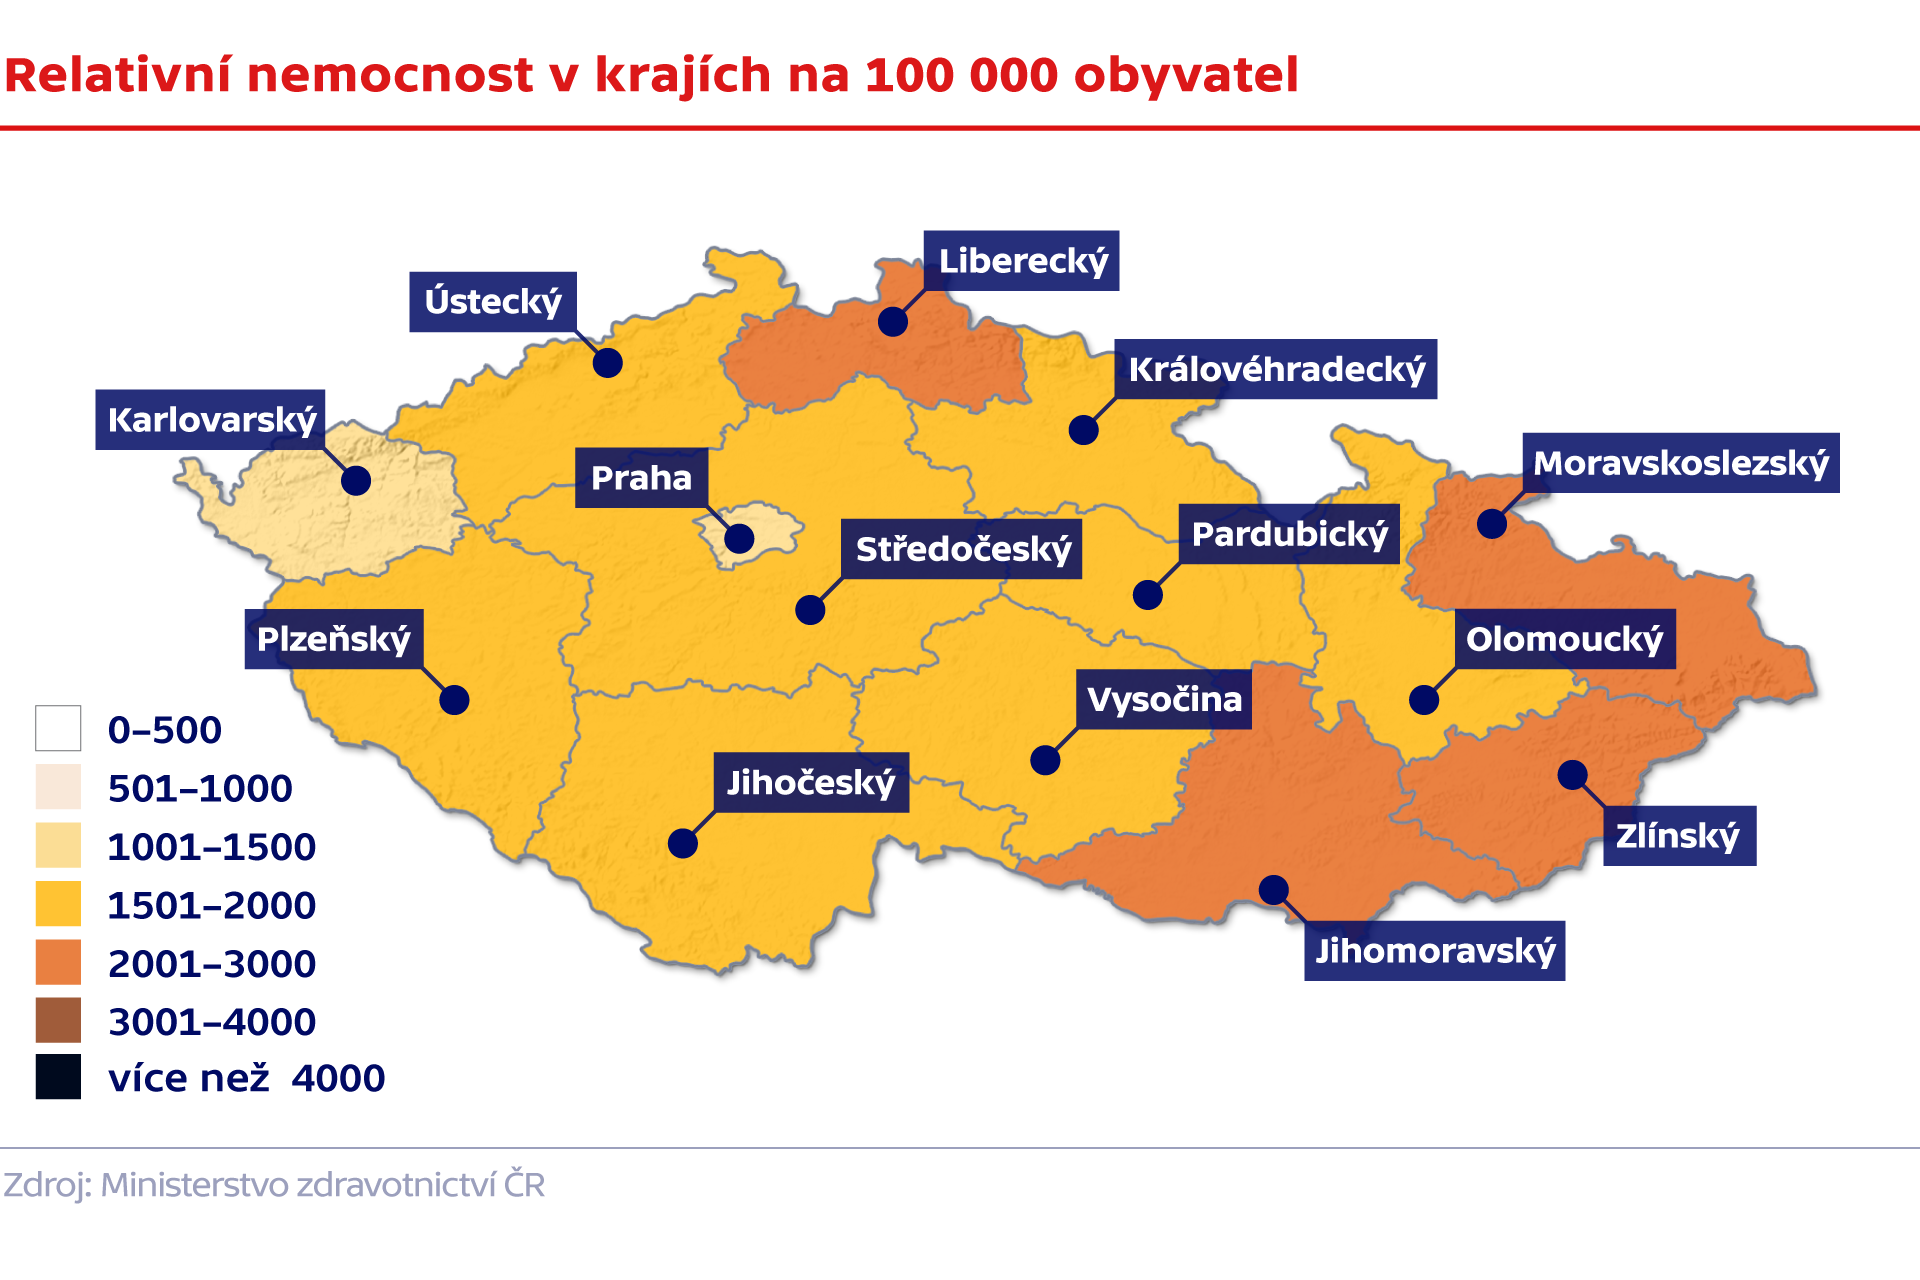 Relativní nemocnost v krajích na 100 000 obyvatel
Liberecký
Ústecký
Královéhradecký
Karlovarský
Moravskoslezský
Praha
Pardubický
Středočeský
Plzeňský
Olomoucký
Vysočina
Jihočeský
Zlínský
Jihomoravský
0–500
501–1000
1001–1500
1501–2000
2001–3000
3001–4000
více než 4000
Zdroj: Ministerstvo zdravotnictví ČR